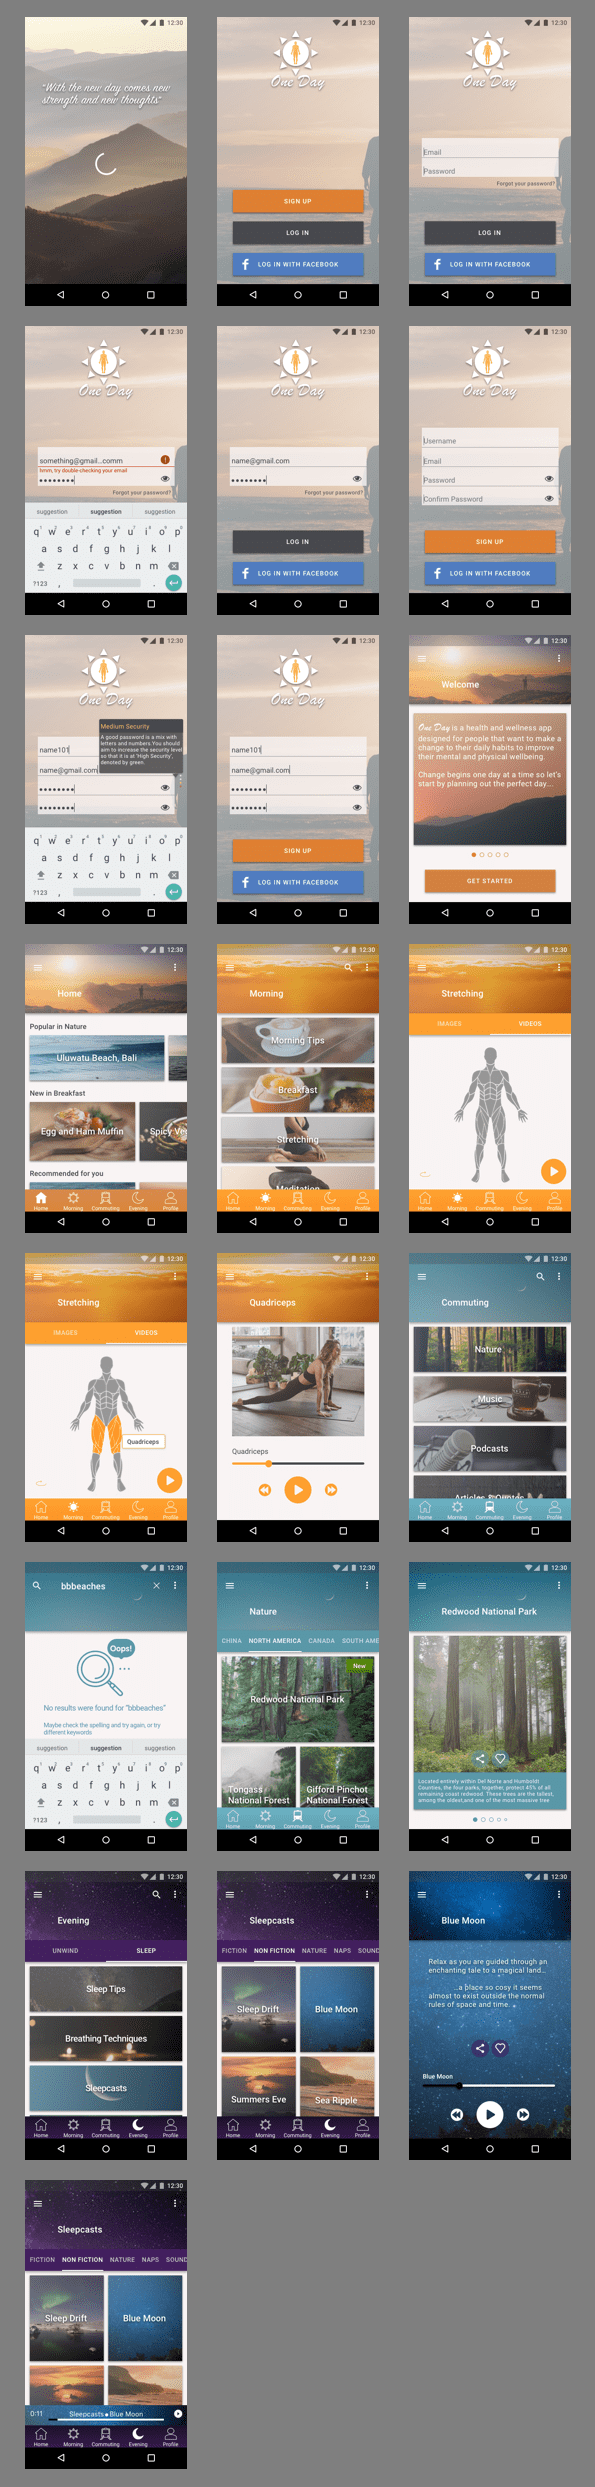 12:30
"With the new day comes new
strength and new thoughts"
12:30
One Day
SIGN UP
LOG IN
f LOG IN WITH FACEBOOK
12:30
One Day
Email
Password
Forgot your password?
LOG IN
f LOG IN WITH FACEBOOK
12:30
One Day
something@gmail...comm
hmm, try double checking your email
Forgot your password?
suggestion suggestion suggestion
q w e r t y u i o p
a s d f g h j k l
z x c v b n m
?123 , .
12:30
One Day
name@gmail.com
Forgot your password?
LOG IN
f LOG IN WITH FACEBOOK
12:30
One Day
Username
Email
Password
Confirm Password
SIGN UP
f LOG IN WITH FACEBOOK
12:30
One Day
Medium Security
A good password is a mix with
letters and numbers.You should
aim to increase the security level
so that it is at "High Security",
denoted by green.
name101
name@gmail.com
q w e r t y u i o p
a s d f g h j k l
z x c v b n m
?123 , .
12:30
One Day
name101
name@gmail.com
SIGN UP
f LOG IN WITH FACEBOOK
12:30
Welcome
One Day is a health and wellness app
designed for people that want to make a
change to their daily habits to improve
their mental and physical wellbeing.
Change begins one day at a time so let's
start by planning out the perfect day....
GET STARTED
12:30
Home
Popular in Nature
Uluwatu Beach, Bali
New in Breakfast
Egg and Ham Muffin Spicy Ve
Recommended for you
Home Morning Commuting Evening Profile
12:30
Morning
Morning Tips
Breakfast
Stretching
Meditation
Home Morning Commuting Evening Profile
12:30
Stretching
IMAGES VIDEOS
Home Morning Commuting Evening Profile
12:30
Stretching
IMAGES VIDEOS
Quadriceps
Home Morning Commuting Evening Profile
12:30
Quadriceps
Quadriceps
12:30
Commuting
Nature
Music
Podcasts
Articles & Quotes
Home Morning Commuting Evening Profile
12:30
bbbeaches
Oops!
No results were found for "bbbeaches"
Maybe check the spelling and try again, or try
different keywords.
suggestion suggestion suggestion
q w e r t y u i o p
a s d f g h j k l
z x c v b n m
?123 , .
12:30
Nature
CHINA NORTH AMERICA CANADA SOUTH AME
New
Redwood National Park
Tongass
National Forest
Gifford Pinchot
National Forest
Home Morning Commuting Evening Profile
12:30
Redwood National Park
Located entirely within Del Norte and Humboldt
Counties, the four parks, together, protect 45% of all
remaining coast redwood. These trees are the tallest,
among the oldest,and one of the most massive tree
12:30
Evening
UNWIND SLEEP
Sleep Tips
Breathing Techniques
Sleepcasts
Home Morning Commuting Evening Profile
12:30
Sleepcasts
FICTION NON FICTION NATURE NAPS SOUND
Sleep Drift Blue Moon
Summers Eve Sea Ripple
Home Morning Commuting Evening Profile
12:30
Blue Moon
Relax as you are guided through an
enchanting tale to a magical land...
...a place so cosy it seems
almost to exist outside the normal
rules of space and time.
Blue Moon
12:30
Sleepcasts
FICTION NON FICTION NATURE NAPS SOUND
Sleep Drift Blue Moon
0:11 Sleepcasts • Blue Moon
Home Morning Commuting Evening Profile